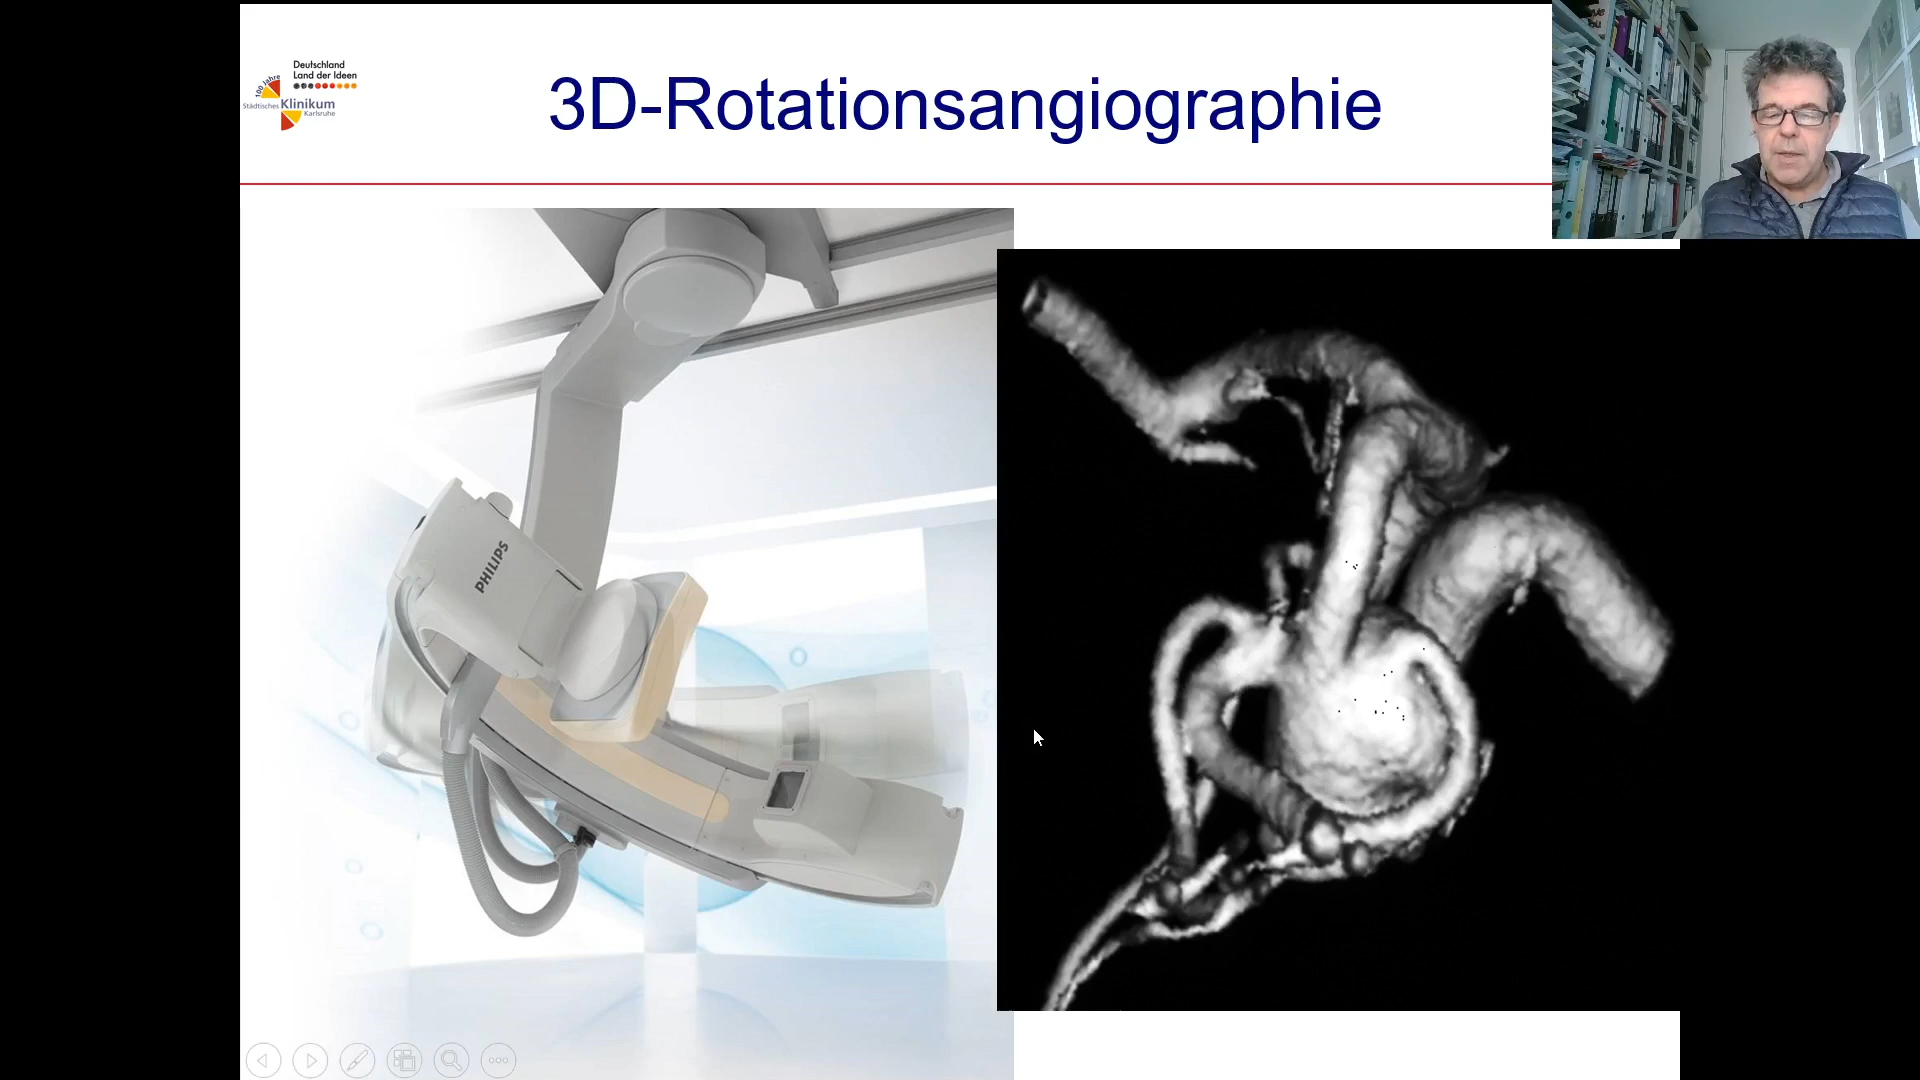 Deutschland
Land der Ideen
100 Jahre
Städtisches Klinikum
Karlsruhe
3D-Rotationsangiographie
PHILIPS